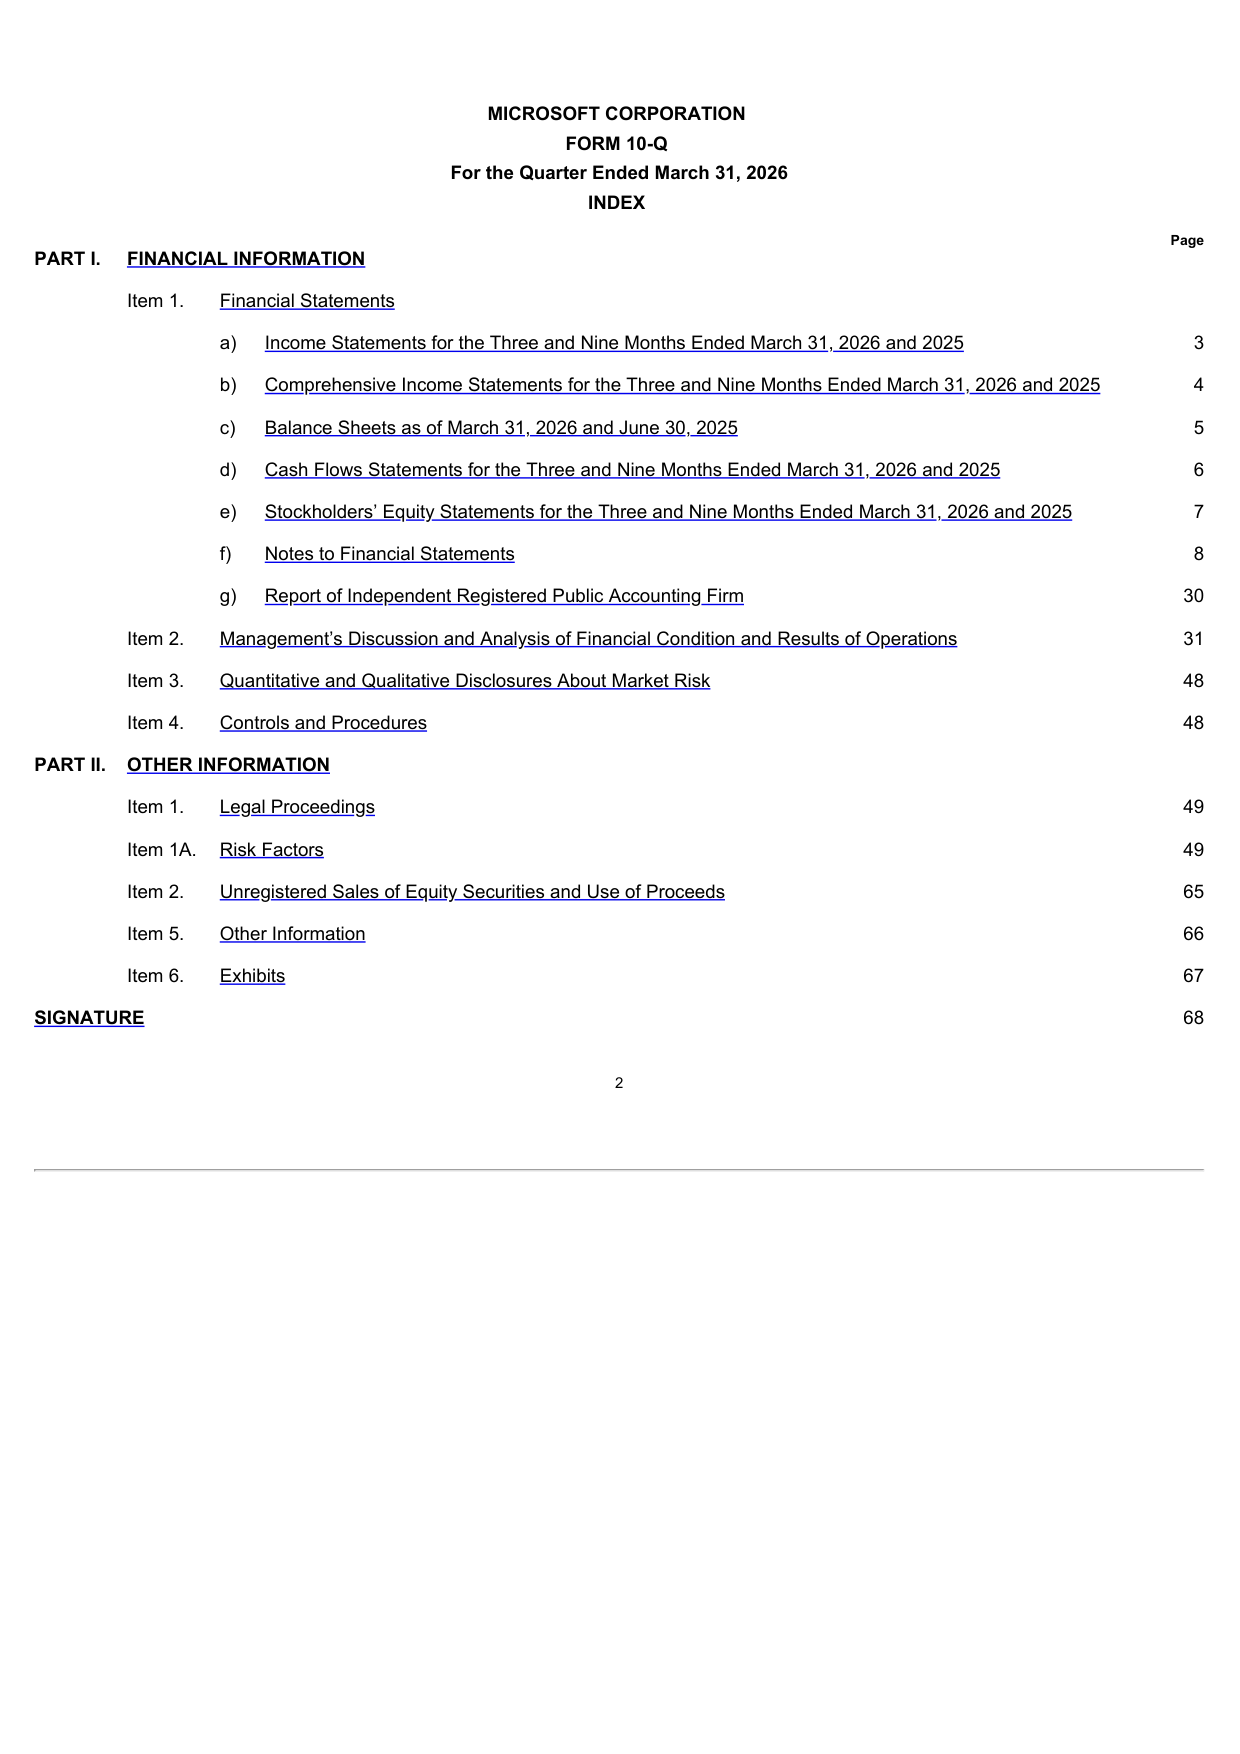 MICROSOFT CORPORATION
FORM 10-Q
For the Quarter Ended March 31, 2026
INDEX
Page
PART I. FINANCIAL INFORMATION
Item 1. Financial Statements
a) Income Statements for the Three and Nine Months Ended March 31, 2026 and 2025 3
b) Comprehensive Income Statements for the Three and Nine Months Ended March 31, 2026 and 2025 4
c) Balance Sheets as of March 31, 2026 and June 30, 2025 5
d) Cash Flows Statements for the Three and Nine Months Ended March 31, 2026 and 2025 6
e) Stockholders’ Equity Statements for the Three and Nine Months Ended March 31, 2026 and 2025 7
f) Notes to Financial Statements 8
g) Report of Independent Registered Public Accounting Firm 30
Item 2. Management’s Discussion and Analysis of Financial Condition and Results of Operations 31
Item 3. Quantitative and Qualitative Disclosures About Market Risk 48
Item 4. Controls and Procedures 48
PART II. OTHER INFORMATION
Item 1. Legal Proceedings 49
Item 1A. Risk Factors 49
Item 2. Unregistered Sales of Equity Securities and Use of Proceeds 65
Item 5. Other Information 66
Item 6. Exhibits 67
SIGNATURE 68
2